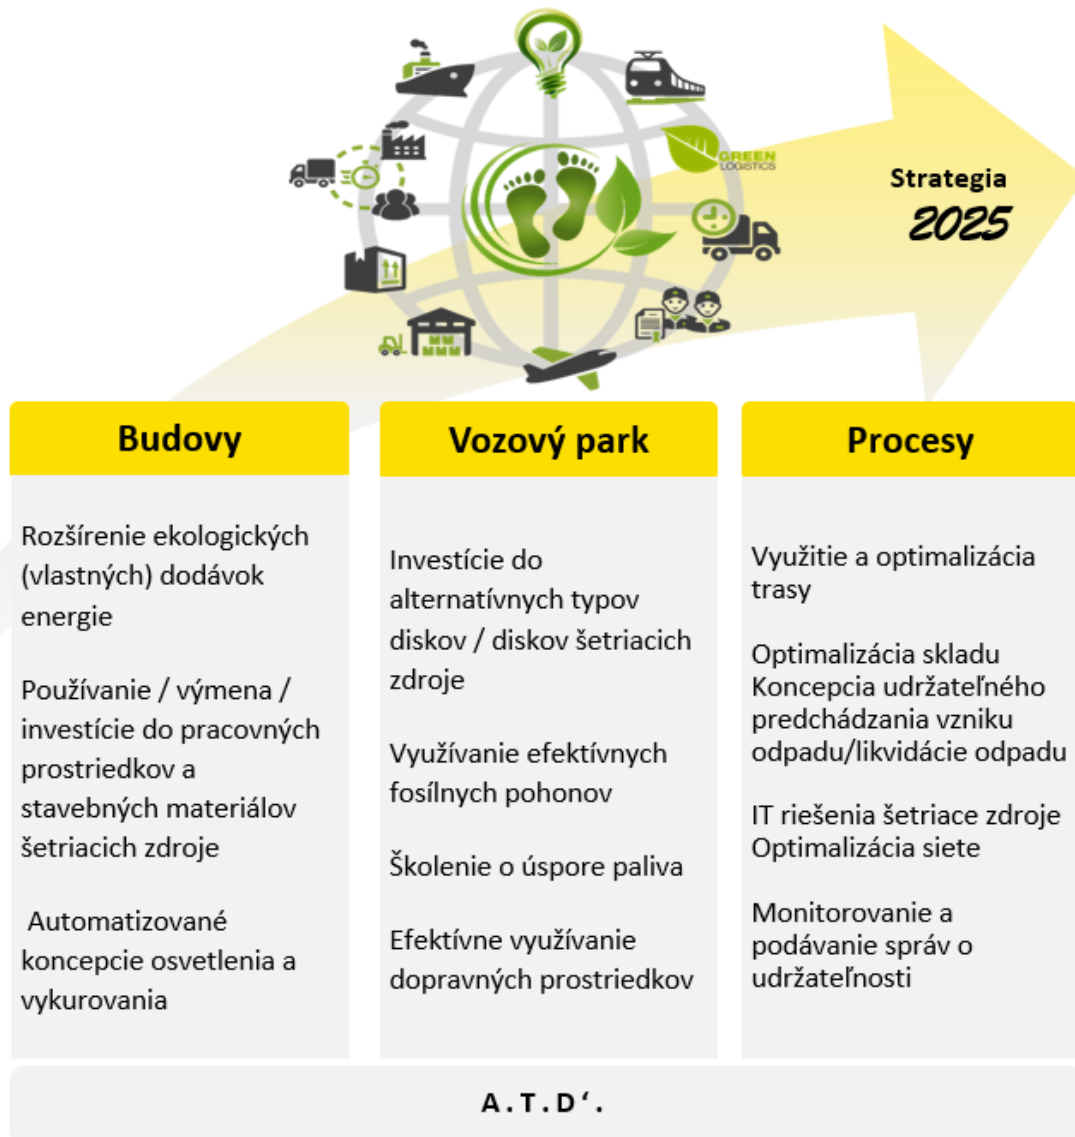 GREEN
LOGISTICS
Strategia
2025
Budovy
Rozšírenie ekologických
(vlastných) dodávok
energie
Používanie / výmena /
investície do pracovných
prostriedkov a
stavebných materiálov
šetriacich zdroje
Automatizované
koncepcie osvetlenia a
vykurovania
Vozový park
Investície do
alternatívnych typov
diskov / diskov šetriacich
zdroje
Využívanie efektívnych
fosílnych pohonov
Školenie o úspore paliva
Efektívne využívanie
dopravných prostriedkov
Procesy
Využitie a optimalizácia
trasy
Optimalizácia skladu
Koncepcia udržateľného
predchádzania vzniku
odpadu/likvidácie odpadu
IT riešenia šetriace zdroje
Optimalizácia siete
Monitorovanie a
podávanie správ o
udržateľnosti
A.T.D‘.